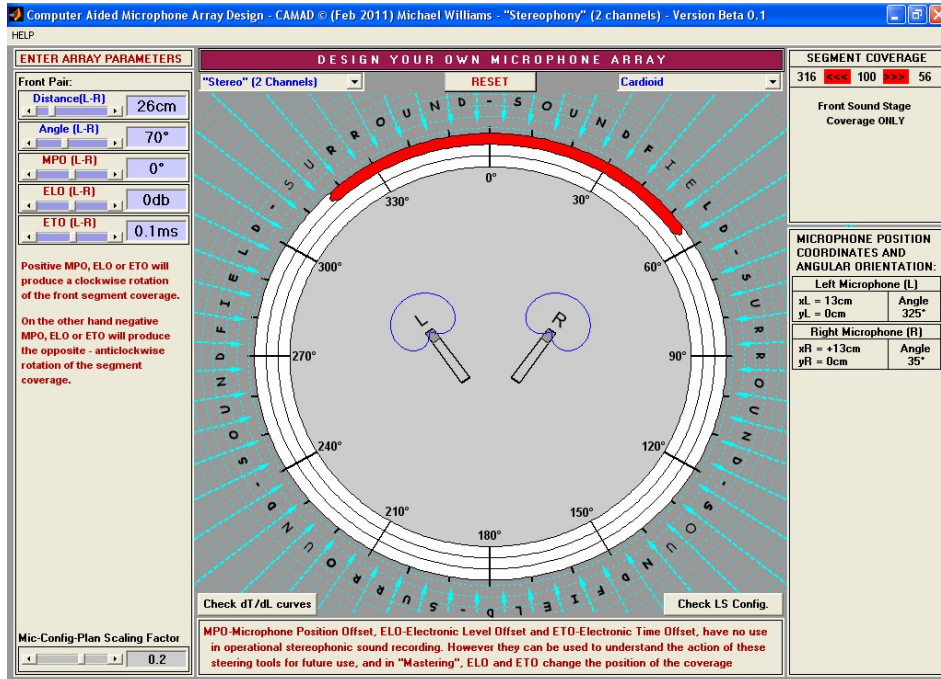 Computer Aided Microphone Array Design - CAMAD © (Feb 2011) Michael Williams - "Stereophony" (2 channels) - Version Beta 0.1
HELP
ENTER ARRAY PARAMETERS
Front Pair:
Distance(L-R)
26cm
Angle (L-R)
70°
MPO (L-R)
0°
ELO (L-R)
0db
ETO (L-R)
0.1ms
Positive MPO, ELO or ETO will
produce a clockwise rotation
of the front segment coverage.
On the other hand negative
MPO, ELO or ETO will produce
the opposite - anticlockwise
rotation of the segment
coverage.
Mic-Config-Plan Scaling Factor
0.2
DESIGN YOUR OWN MICROPHONE ARRAY
"Stereo" (2 Channels)
RESET
Cardioid
SURROUND-SOUNDFIELD-SURROUND-SOUNDFIELD-SURROUND-SOUNDFIELD-
0°
30°
60°
90°
120°
150°
180°
210°
240°
270°
300°
330°
L
R
Check dT/dL curves
Check LS Config.
MPO-Microphone Position Offset, ELO-Electronic Level Offset and ETO-Electronic Time Offset, have no use
in operational stereophonic sound recording. However they can be used to understand the action of these
steering tools for future use, and in "Mastering", ELO and ETO change the position of the coverage
SEGMENT COVERAGE
316 <<< 100 >>> 56
Front Sound Stage
Coverage ONLY
MICROPHONE POSITION
COORDINATES AND
ANGULAR ORIENTATION:
Left Microphone (L)
xL = 13cm Angle
yL = 0cm 325°
Right Microphone (R)
xR = +13cm Angle
yR = 0cm 35°